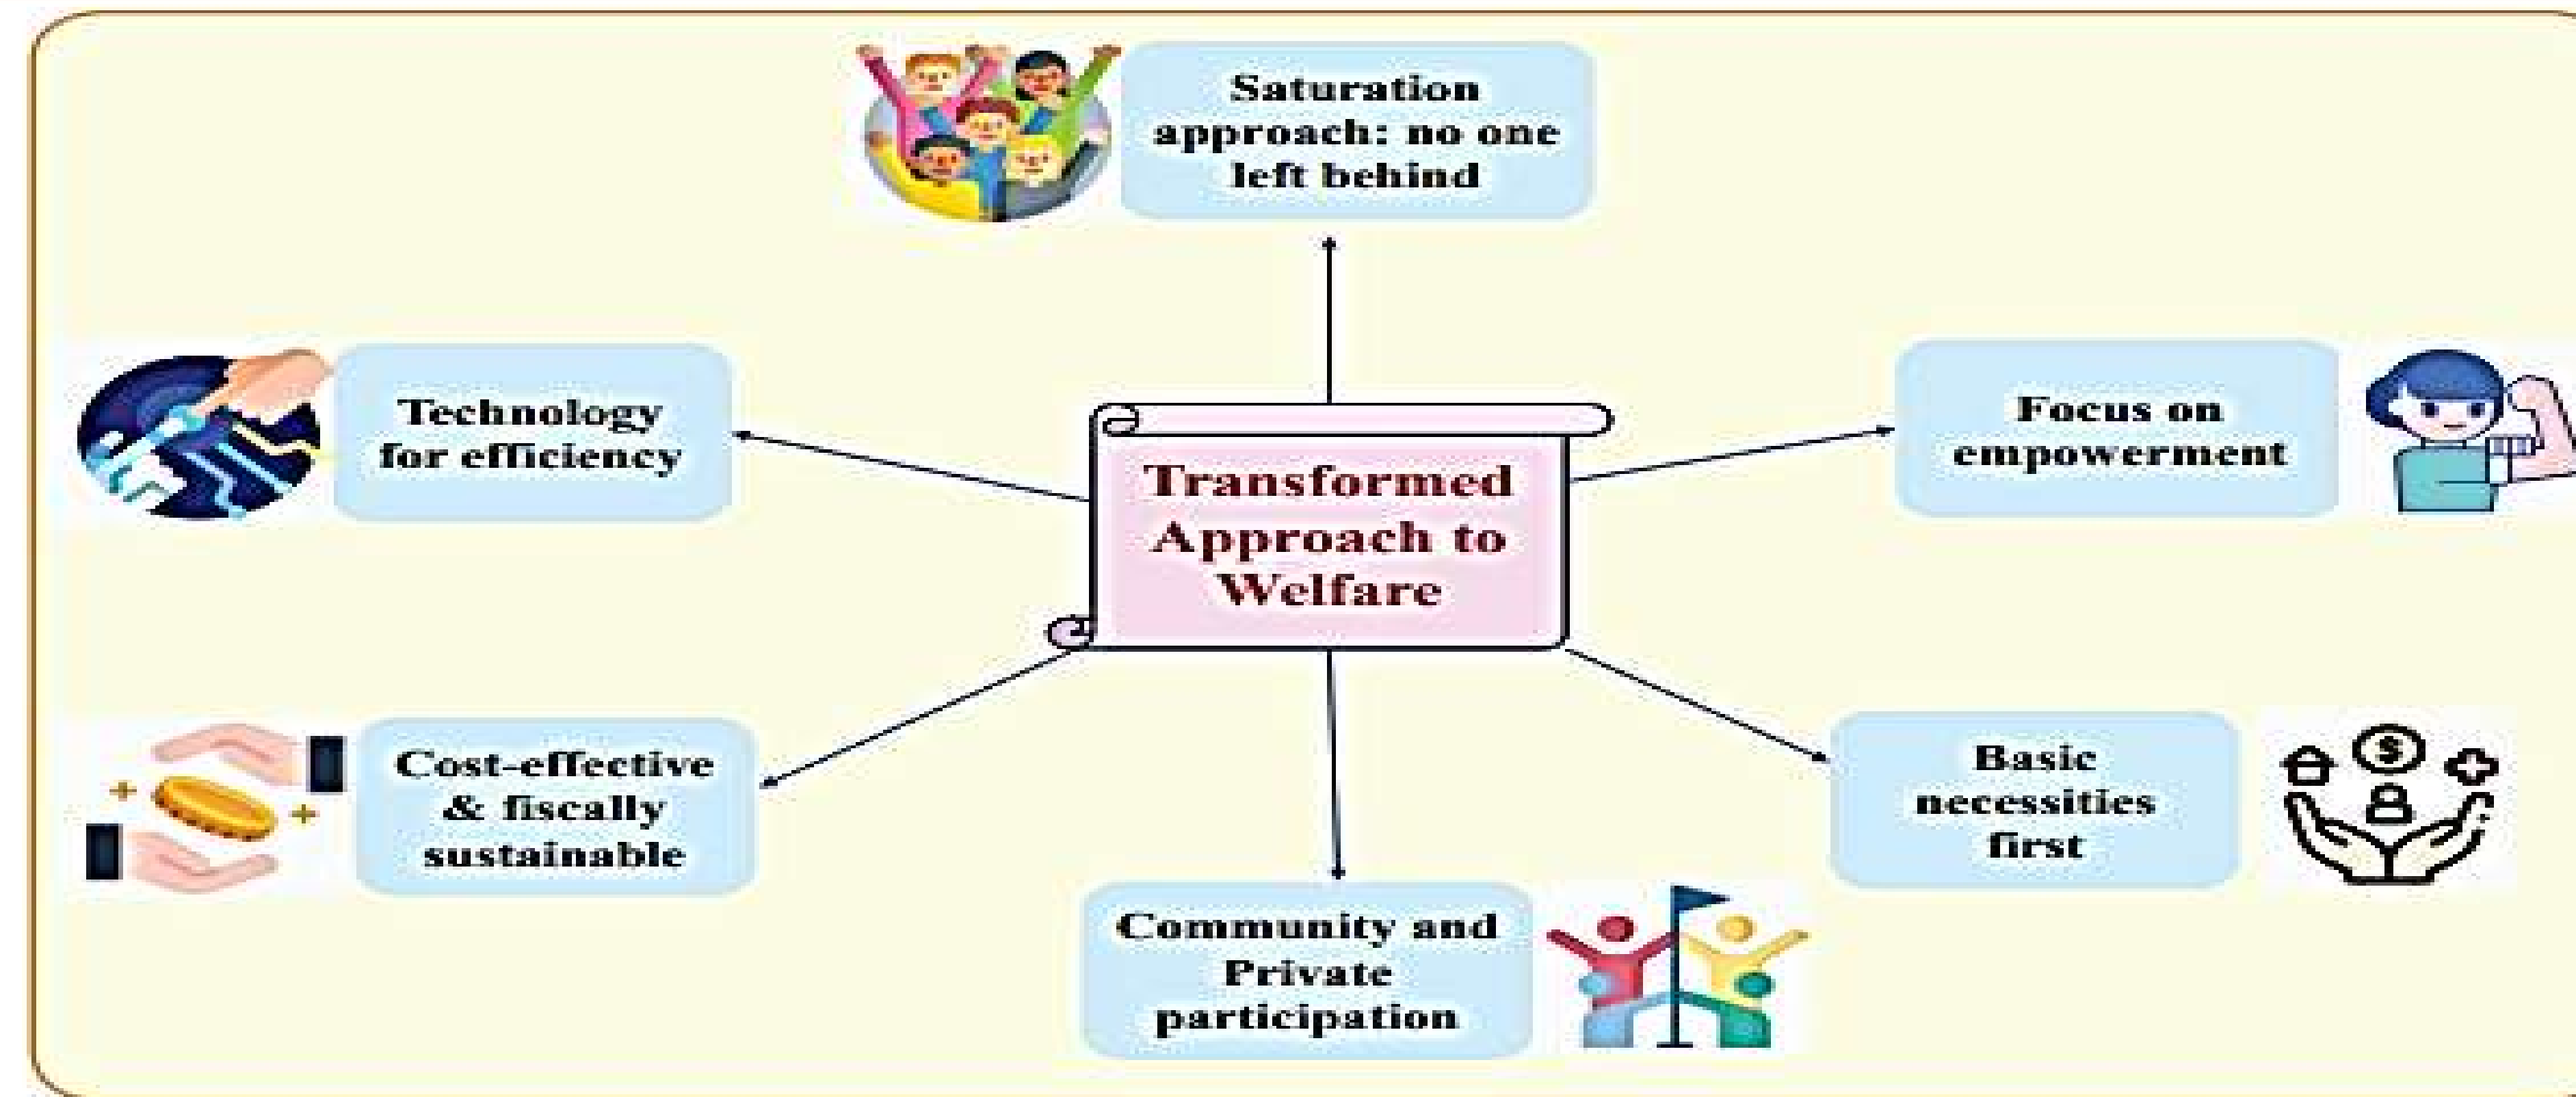 Saturation
approach: no one
left behind
Technology
for efficiency
Focus on
empowerment
Transformed
Approach to
Welfare
Cost-effective
& fiscally
sustainable
Basic
necessities
first
Community and
Private
participation